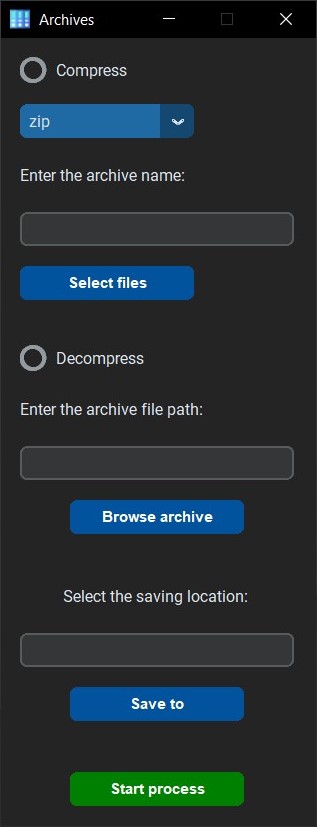 Archives
Compress
zip
Enter the archive name:
Select files
Decompress
Enter the archive file path:
Browse archive
Select the saving location:
Save to
Start process